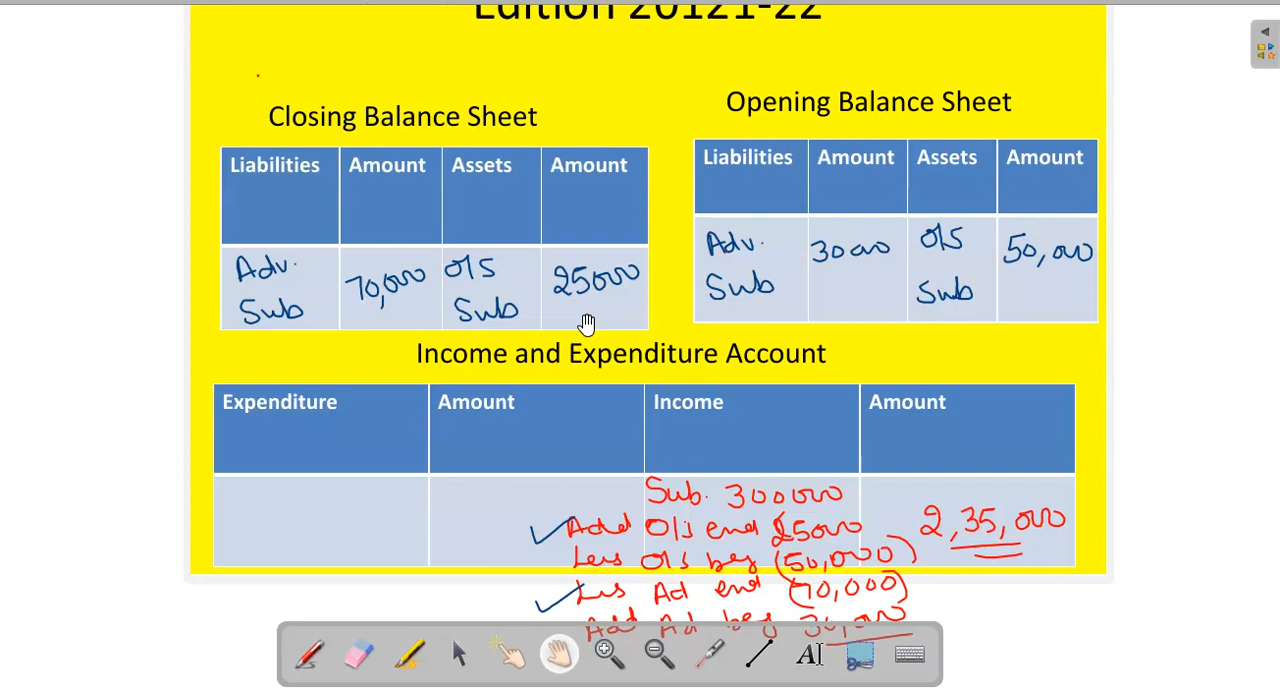 Edition 20121-22
Closing Balance Sheet
Opening Balance Sheet
Liabilities Amount Assets Amount
Adv. Sub 70,000 O/S Sub 25000
Liabilities Amount Assets Amount
Adv. Sub 30000 O/S Sub 50,000
Income and Expenditure Account
Expenditure Amount Income Amount
Sub. 300000
Add O/s end 25000
2,35,000
Less O/s beg (50,000)
Les Ad end (70,000)
Add Ad beg 30,000
A